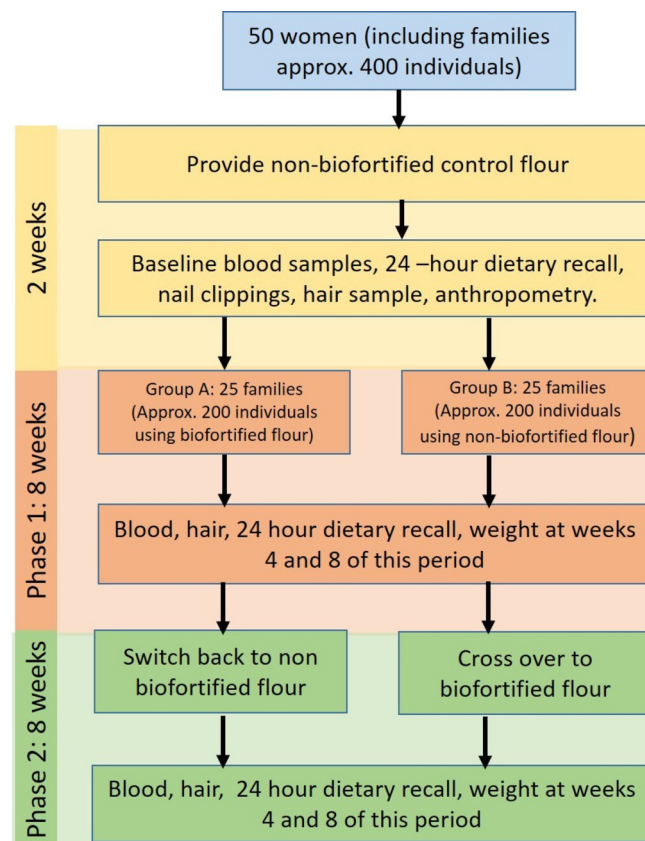 50 women (including families
approx. 400 individuals)
2 weeks
Provide non-biofortified control flour
Baseline blood samples, 24 –hour dietary recall,
nail clippings, hair sample, anthropometry.
Phase 1: 8 weeks
Group A: 25 families
(Approx. 200 individuals
using biofortified flour)
Group B: 25 families
(Approx. 200 individuals
using non-biofortified flour)
Blood, hair, 24 hour dietary recall, weight at weeks
4 and 8 of this period
Phase 2: 8 weeks
Switch back to non
biofortified flour
Cross over to
biofortified flour
Blood, hair,  24 hour dietary recall, weight at weeks
4 and 8 of this period